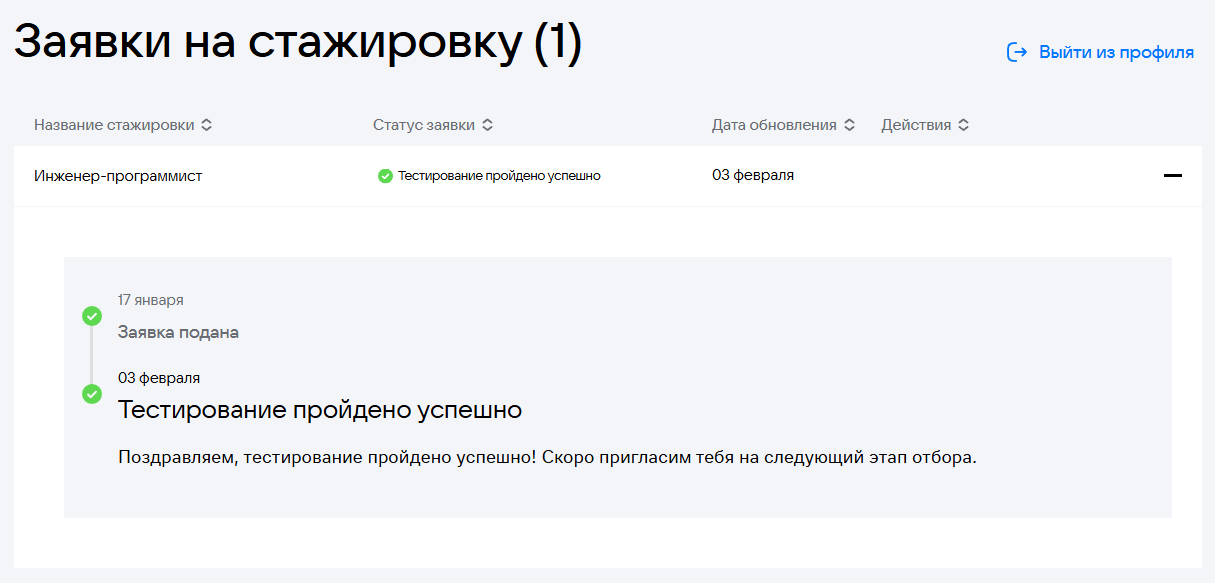 Заявки на стажировку (1)
Выйти из профиля
Название стажировки Статус заявки Дата обновления Действия
Инженер-программист Тестирование пройдено успешно 03 февраля
17 января
Заявка подана
03 февраля
Тестирование пройдено успешно
Поздравляем, тестирование пройдено успешно! Скоро пригласим тебя на следующий этап отбора.